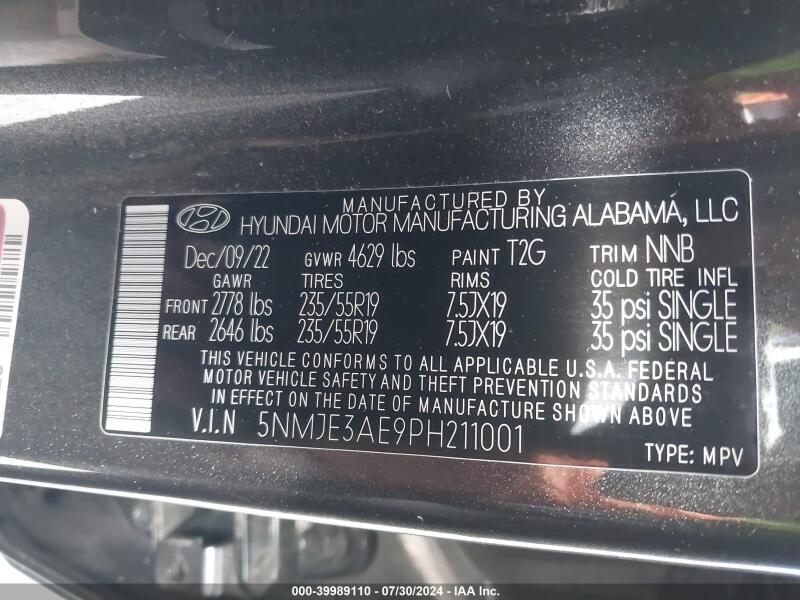 MANUFACTURED BY
HYUNDAI MOTOR MANUFACTURING ALABAMA, LLC
Dec/09/22 GVWR 4629 lbs PAINT T2G TRIM NNB
GAWR TIRES RIMS COLD TIRE INFL
FRONT 2778 lbs 235/55R19 7.5JX19 35 psi SINGLE
REAR 2646 lbs 235/55R19 7.5JX19 35 psi SINGLE
THIS VEHICLE CONFORMS TO ALL APPLICABLE U.S.A. FEDERAL
MOTOR VEHICLE SAFETY AND THEFT PREVENTION STANDARDS
IN EFFECT ON THE DATE OF MANUFACTURE SHOWN ABOVE
V.I.N 5NMJE3AE9PH211001
TYPE: MPV
000-39989110 - 07/30/2024 - IAA Inc.